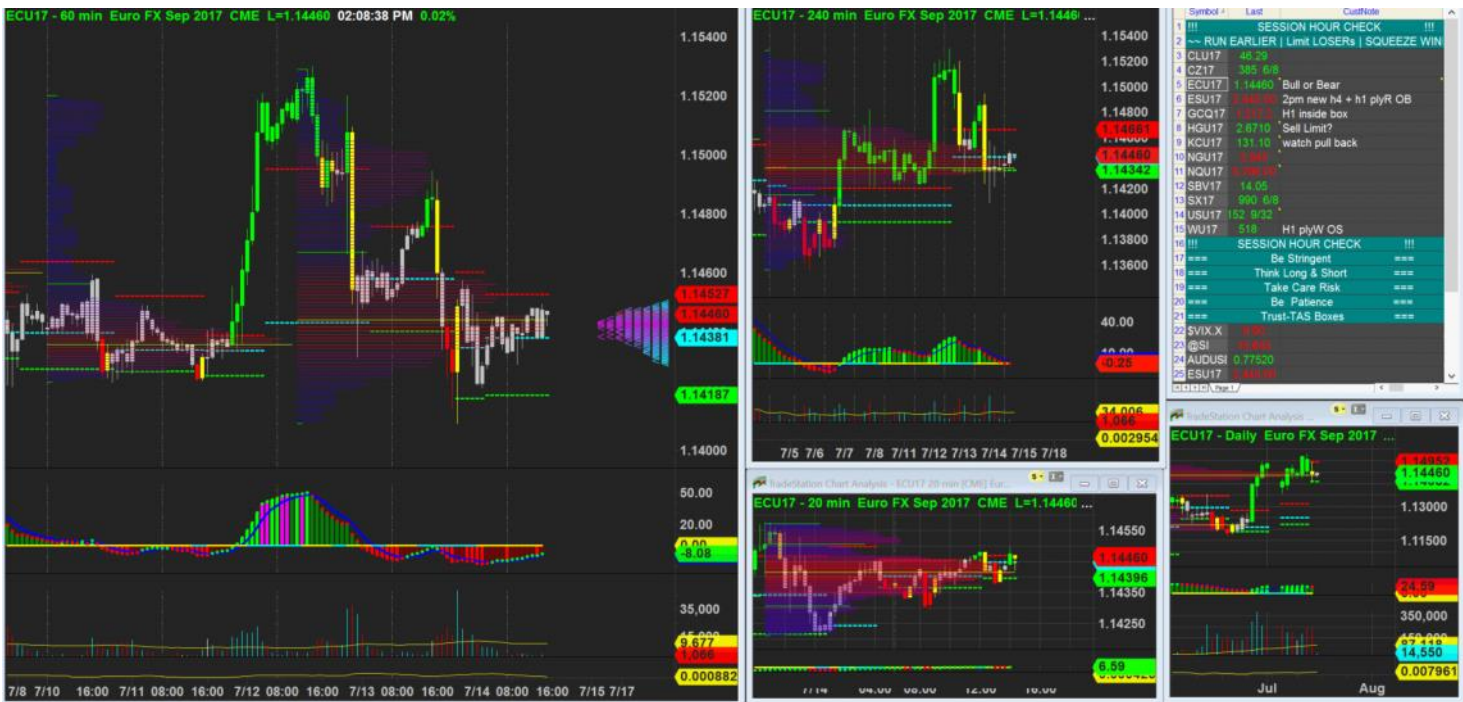 ECU17 - 60 min Euro FX Sep 2017 CME L=1.14460 02:08:38 PM 0.02%
1.15400
1.15200
1.15000
1.14800
1.14600
1.14527
1.14460
1.14381
1.14187
1.14000
50.00
20.00
0.00
-8.08
35,000
9,677
1,066
0.000882
7/8 7/10 16:00 7/11 08:00 16:00 7/12 08:00 16:00 7/13 08:00 16:00 7/14 08:00 16:00 7/15 7/17
ECU17 - 240 min Euro FX Sep 2017 CME L=1.1446 ...
1.15400
1.15200
1.15000
1.14800
1.14661
1.14460
1.14342
1.14200
1.14000
1.13800
1.13600
40.00
-0.25
34,006
1,066
0.002954
7/5 7/6 7/7 7/8 7/11 7/12 7/13 7/14 7/15 7/18
TradeStation Chart Analysis - ECU17 20 min [CME] Eur...
ECU17 - 20 min Euro FX Sep 2017 CME L=1.14460 ...
1.14550
1.14460
1.14396
1.14350
1.14250
6.59
7/14 04:00 08:00 12:00 16:00
Symbol Last CustNote
1 !!! SESSION HOUR CHECK !!!
2 ~~ RUN EARLIER | Limit LOSERs | SQUEEZE WIN
3 CLU17 46.29
4 CZ17 385 6/8
5 ECU17 1.14460 Bull or Bear
6 ESU17 2pm new h4 + h1 plyR OB
7 GCQ17 H1 inside box
8 HGU17 2.6710 Sell Limit?
9 KCU17 131.10 watch pull back
10 NGU17
11 NQU17
12 SBV17 14.05
13 SX17 990 6/8
14 USU17 152 9/32
15 WU17 518 H1 plyW OS
16 !!! SESSION HOUR CHECK !!!
17 === Be Stringent ===
18 === Think Long & Short ===
19 === Take Care Risk ===
20 === Be Patience ===
21 === Trust-TAS Boxes ===
22 $VIX.X
23 @SI
24 AUDUSI 0.77520
25 ESU17
Page 1
TradeStation Chart Analysis ...
ECU17 - Daily Euro FX Sep 2017 ...
1.14952
1.14460
1.13000
1.11500
24.59
350,000
87,118
14,550
0.007961
Jul Aug